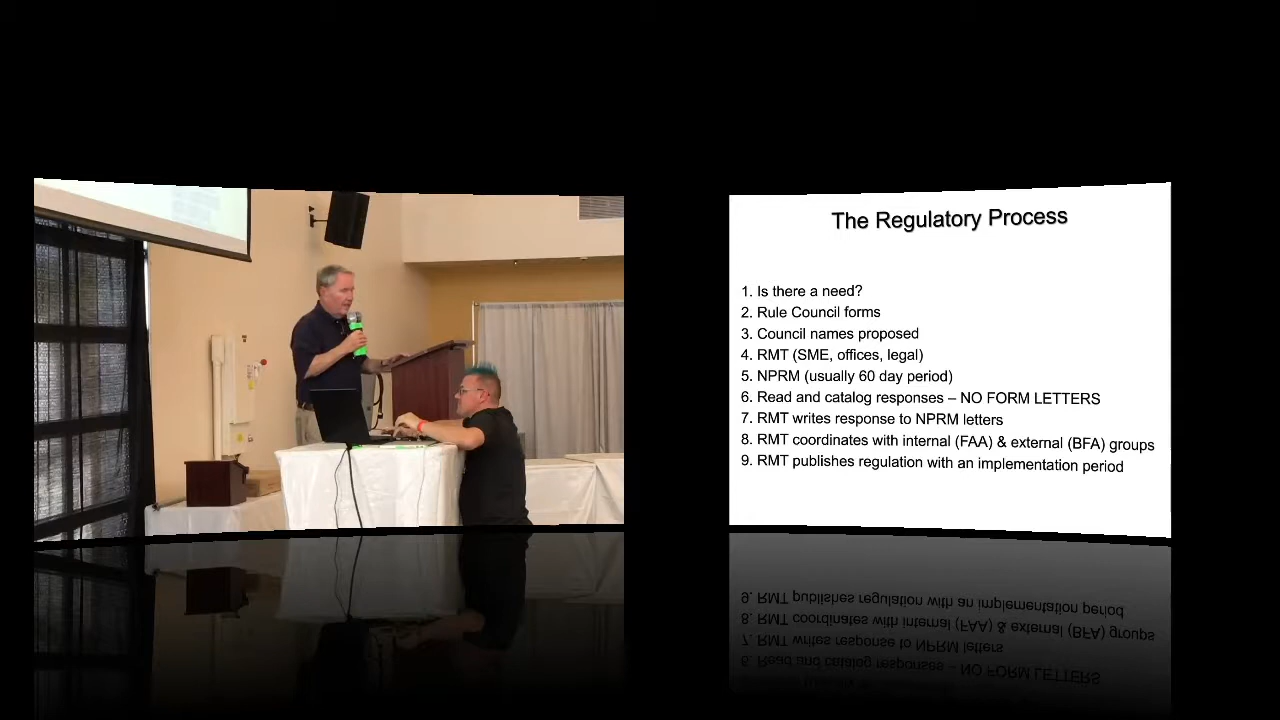 The Regulatory Process
1. Is there a need?
2. Rule Council forms
3. Council names proposed
4. RMT (SME, offices, legal)
5. NPRM (usually 60 day period)
6. Read and catalog responses – NO FORM LETTERS
7. RMT writes response to NPRM letters
8. RMT coordinates with internal (FAA) & external (BFA) groups
9. RMT publishes regulation with an implementation period